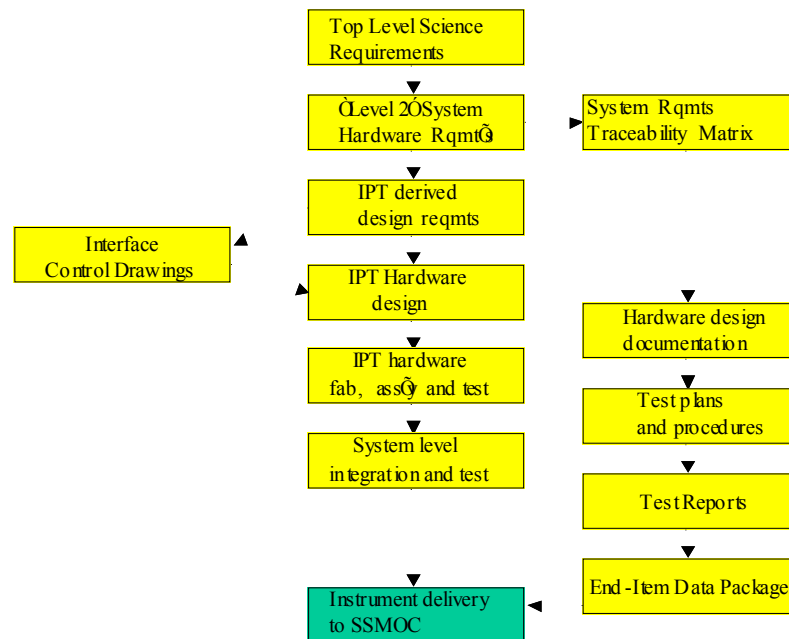 Top Level Science
Requirements
ÒLevel 2Ó System
Hardware RqmtÕs
System Rqmts
Traceability Matrix
IPT derived
design reqmts
Interface
Control Drawings
IPT Hardware
design
Hardware design
documentation
IPT hardware
fab, assÕy and test
Test plans
and procedures
System level
integration and test
Test Reports
End-Item Data Package
Instrument delivery
to SSMOC